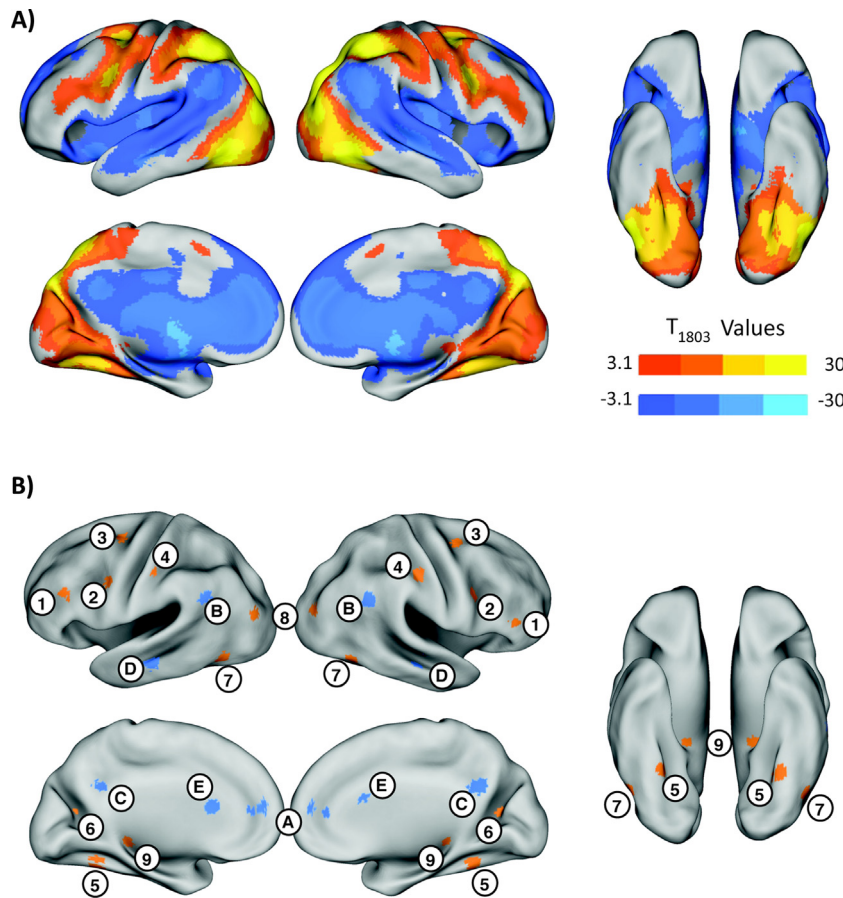 A)
T1803 Values
3.1 30
-3.1 -30
B)
3 4 4 3
1 2 B 8 B 2 1
D 7 7 D
C E A E C
6 9 9 6
5 5
9
7 5 5 7